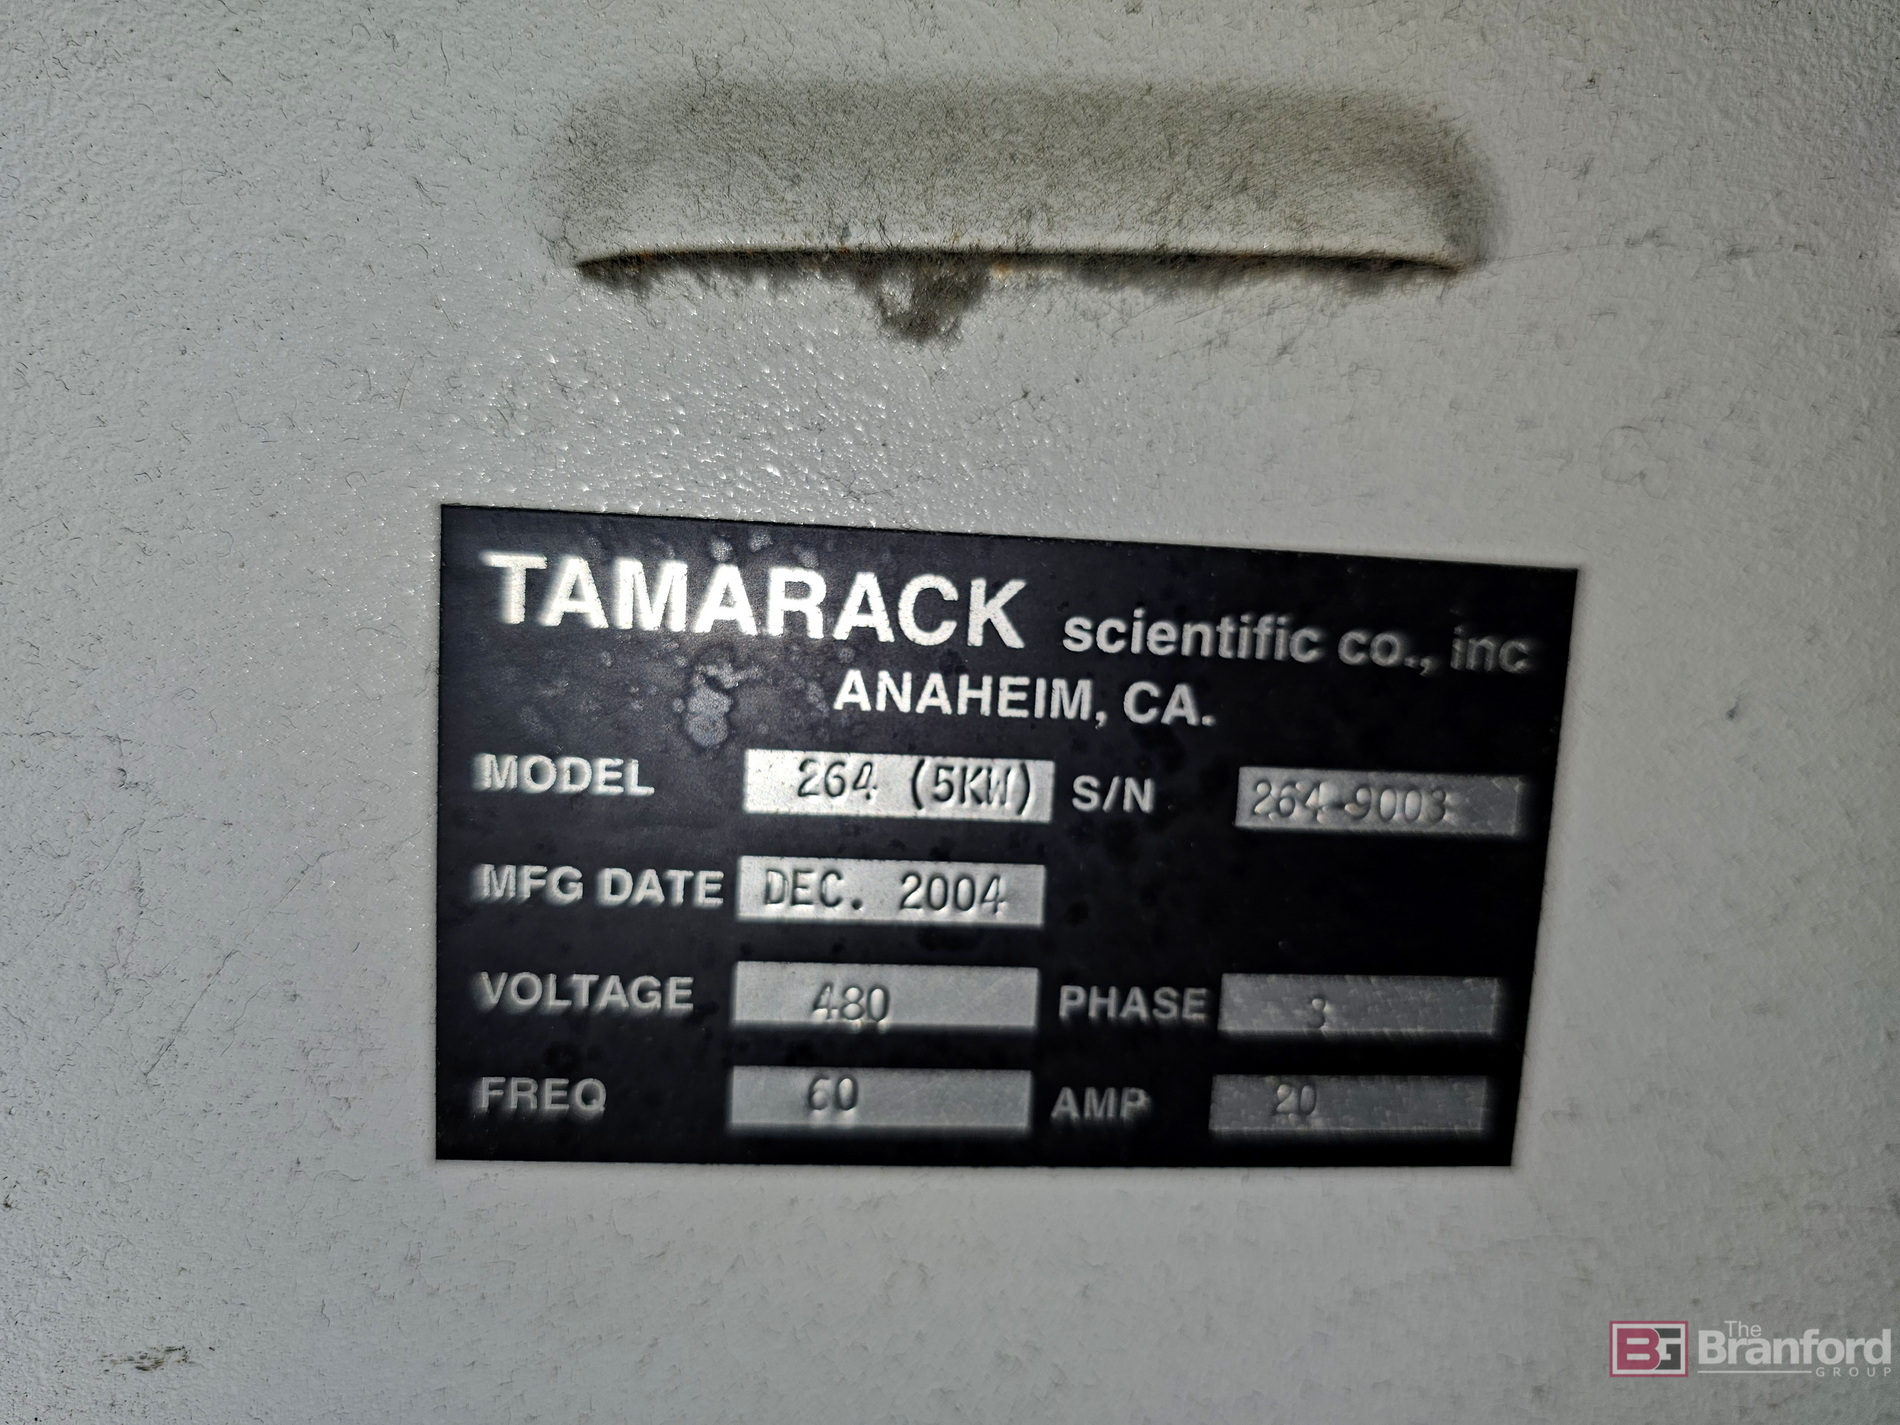 TAMARACK scientific co., inc
ANAHEIM, CA.
MODEL 264 (5KW) S/N 264-9003
MFG DATE DEC. 2004
VOLTAGE 480 PHASE 3
FREQ 60 AMP 20
BG The Branford GROUP